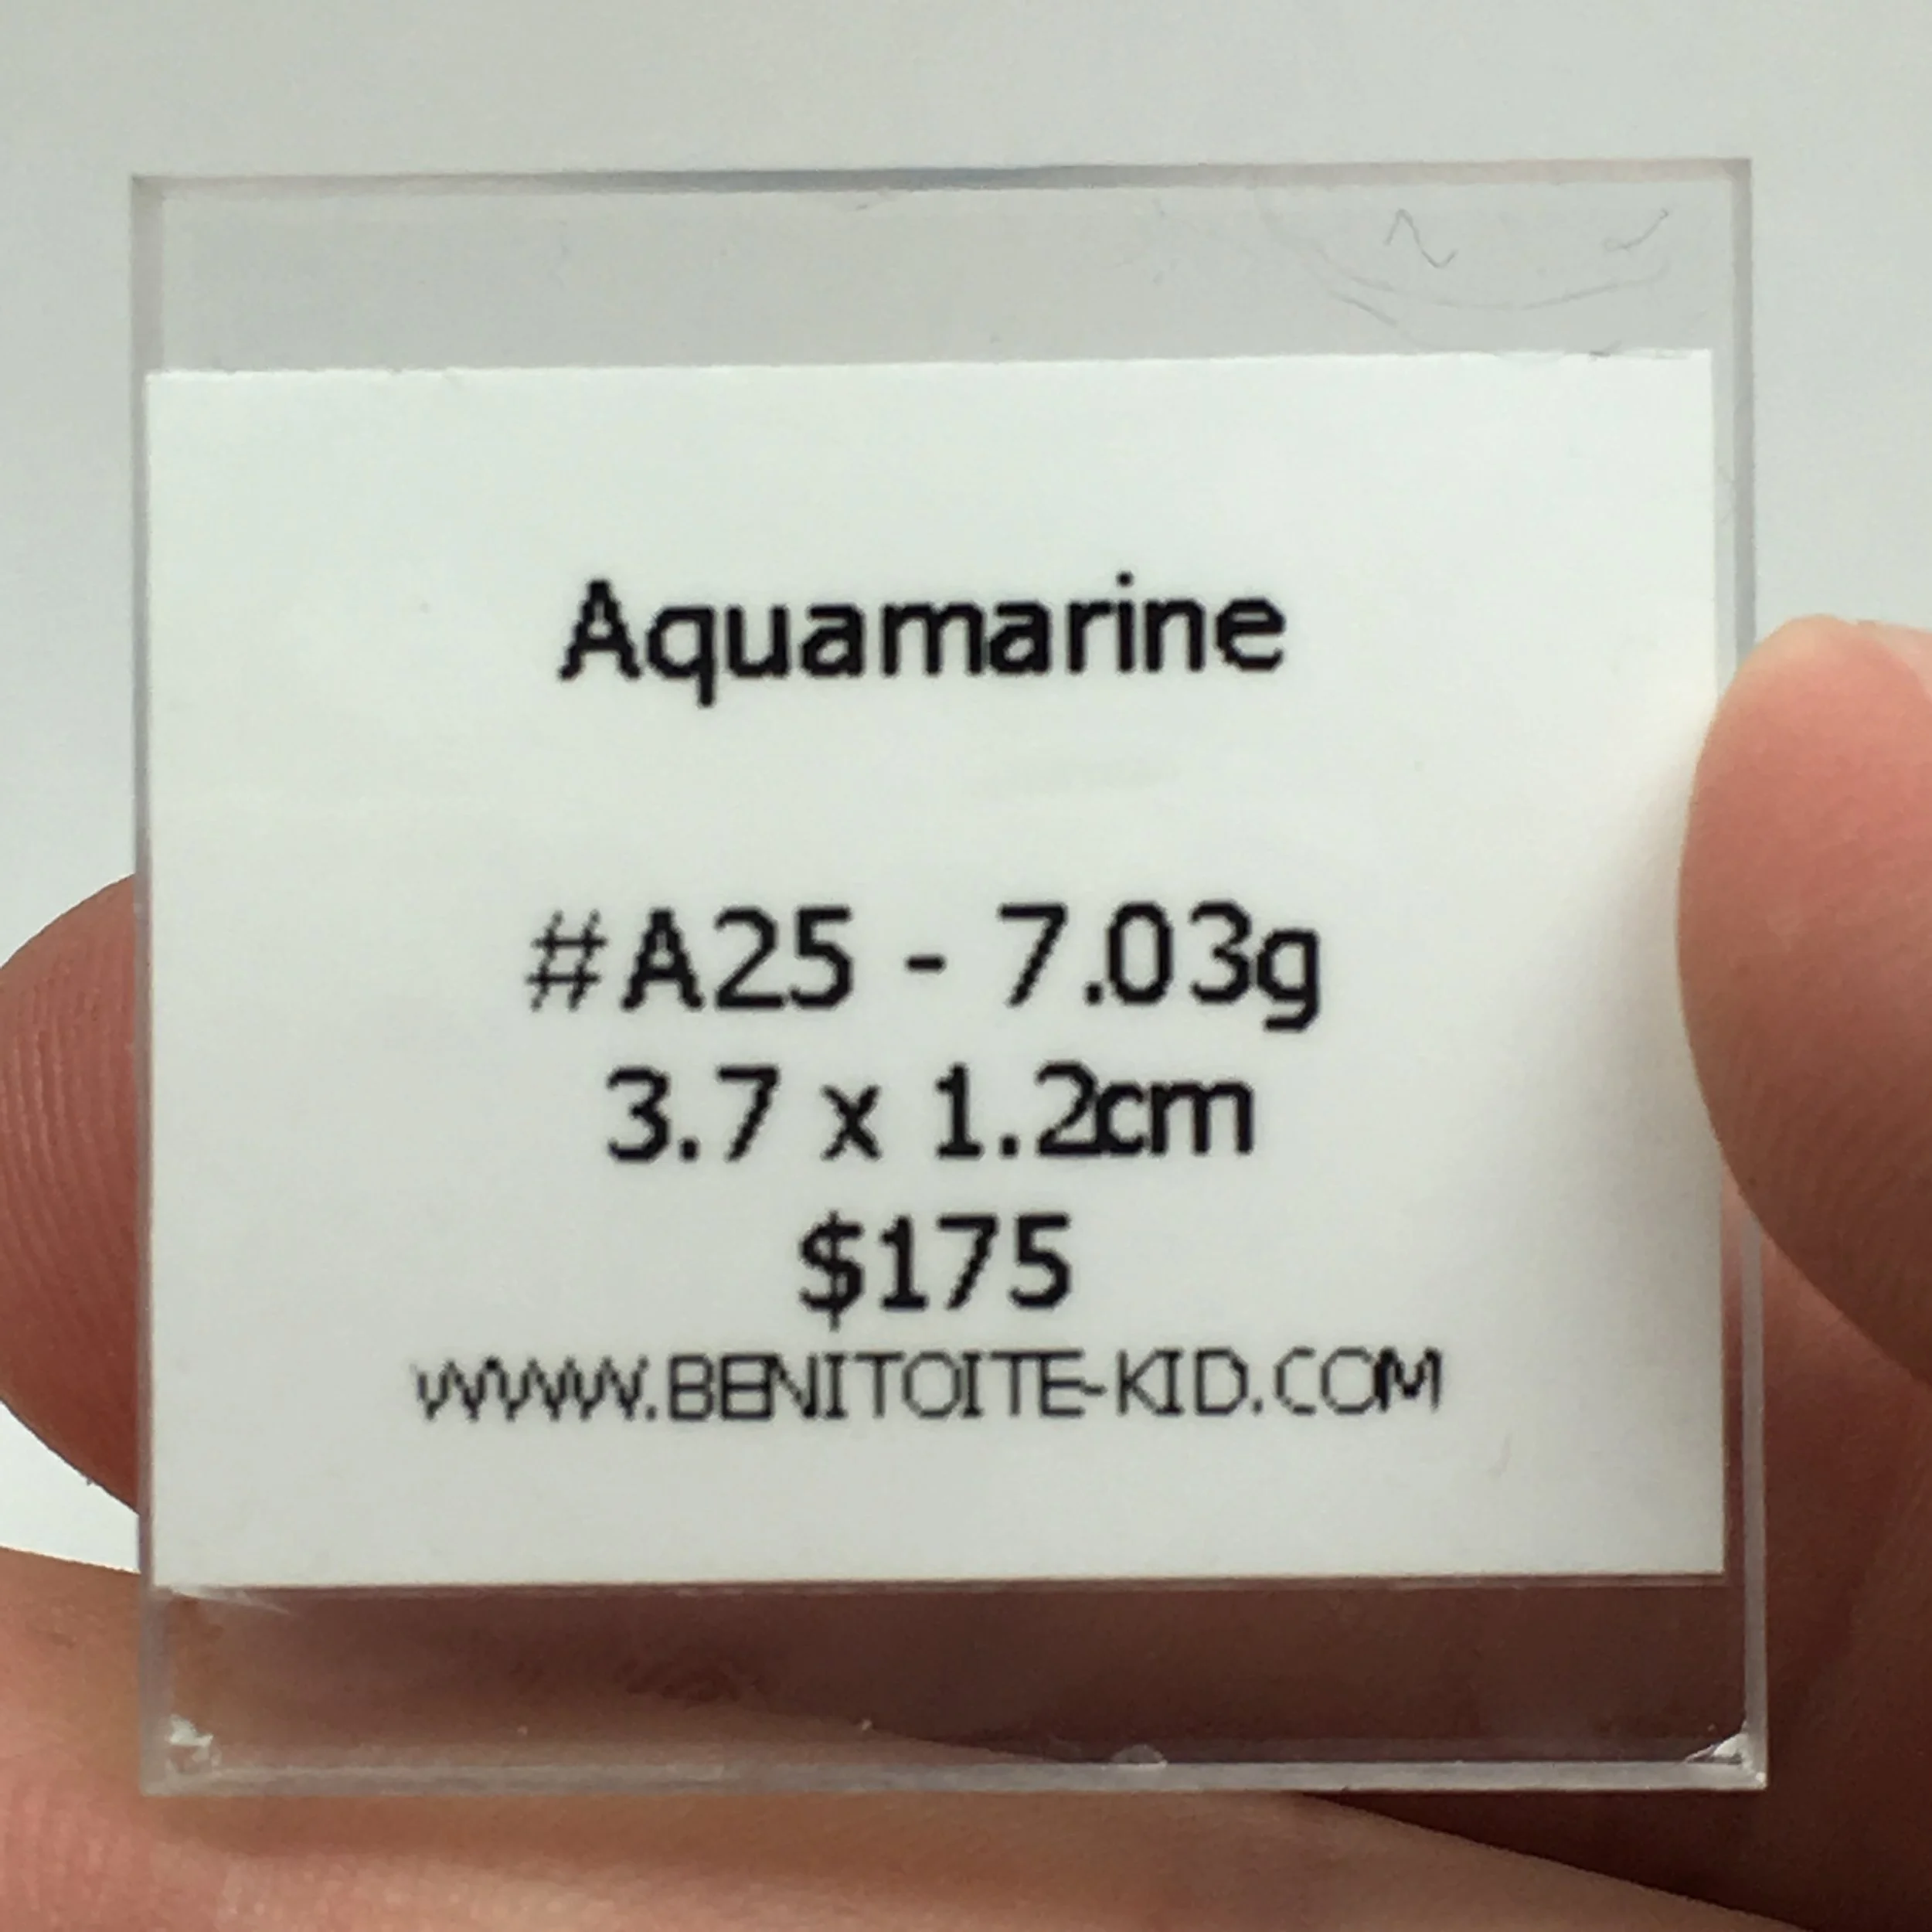 Aquamarine
#A25 - 7.03g
3.7 x 1.2cm
$175
WWW.BENITOITE-KID.COM